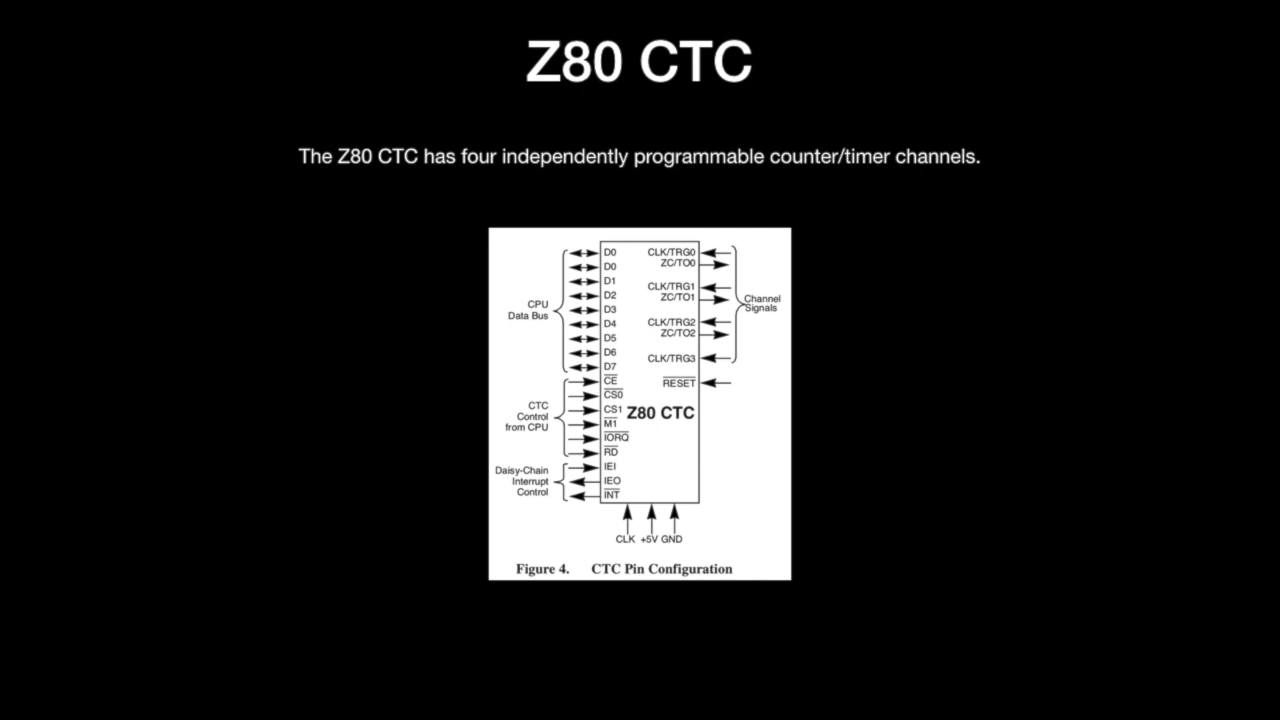 Z80 CTC
The Z80 CTC has four independently programmable counter/timer channels.
CPU
Data Bus
D0
D0
D1
D2
D3
D4
D5
D6
D7
CTC
Control
from CPU
CE
CS0
CS1
M1
IORQ
RD
Daisy-Chain
Interrupt
Control
IEI
IEO
INT
CLK/TRG0
ZC/TO0
CLK/TRG1
ZC/TO1
CLK/TRG2
ZC/TO2
CLK/TRG3
Channel
Signals
RESET
Z80 CTC
CLK +5V GND
Figure 4. CTC Pin Configuration